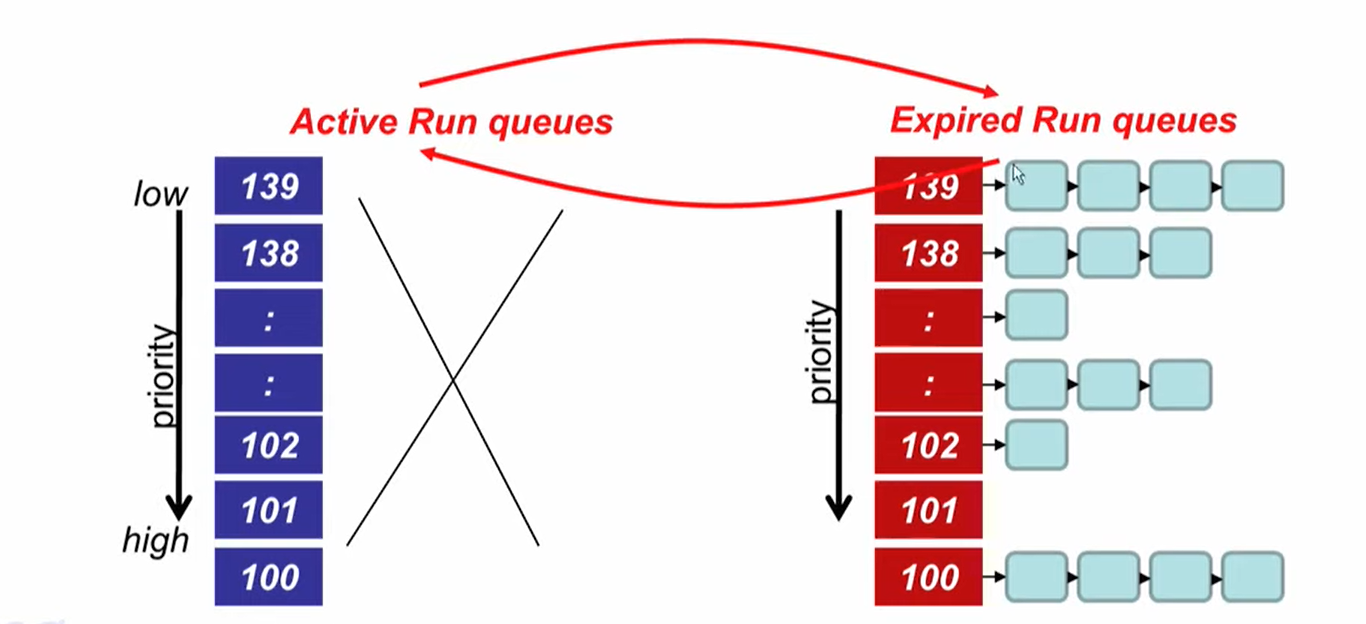 Active Run queues
low
139
138
:
:
102
101
100
priority
high
Expired Run queues
139
138
:
:
102
101
100
priority